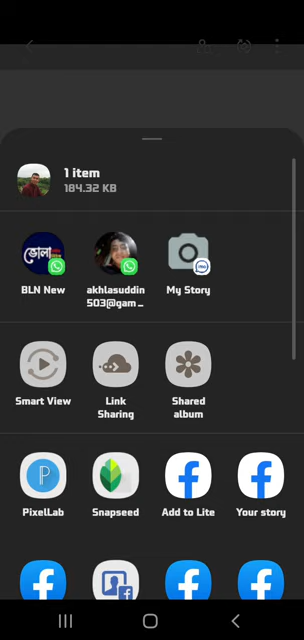 1 item
184.32 KB
ভোলা
BLN New
akhlasuddin
503@gam...
My Story
imo
Smart View
Link
Sharing
Shared
album
PixelLab
Snapseed
Add to Lite
Your story